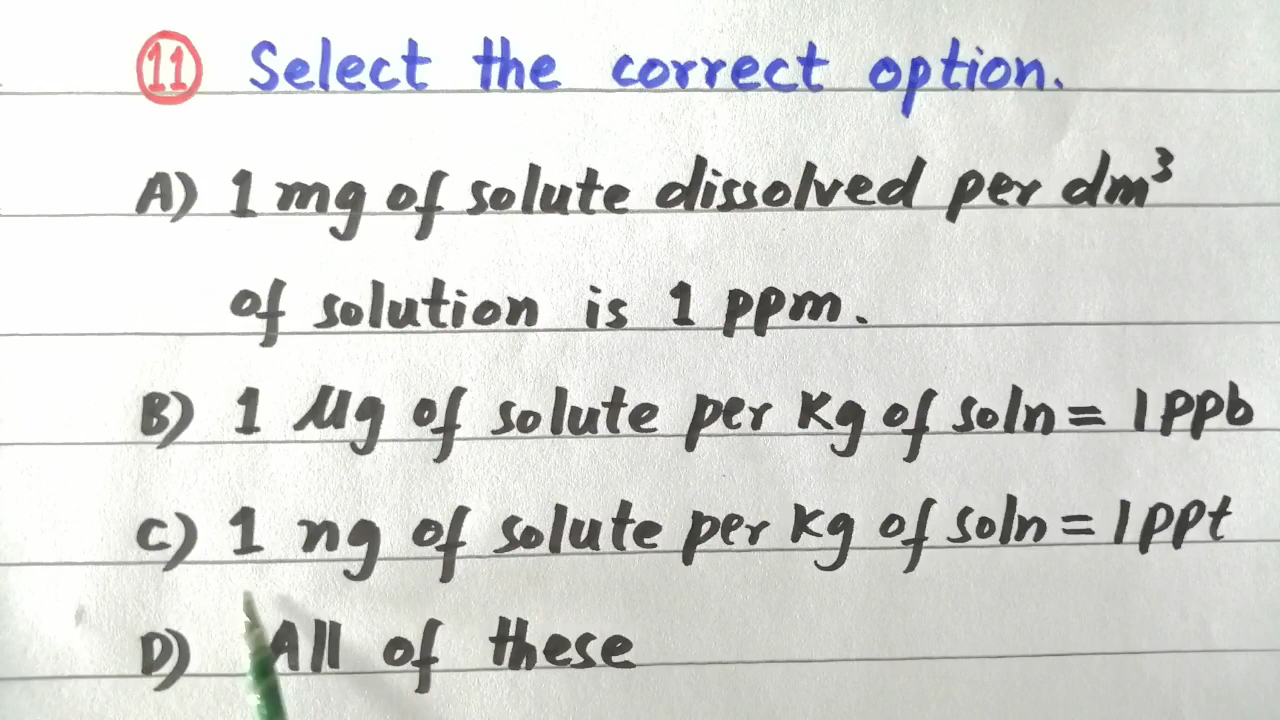 11 Select the correct option.
A) 1 mg of solute dissolved per dm³
of solution is 1 ppm.
B) 1 μg of solute per Kg of soln = 1 ppb
C) 1 ng of solute per Kg of soln = 1 ppt
D) All of these